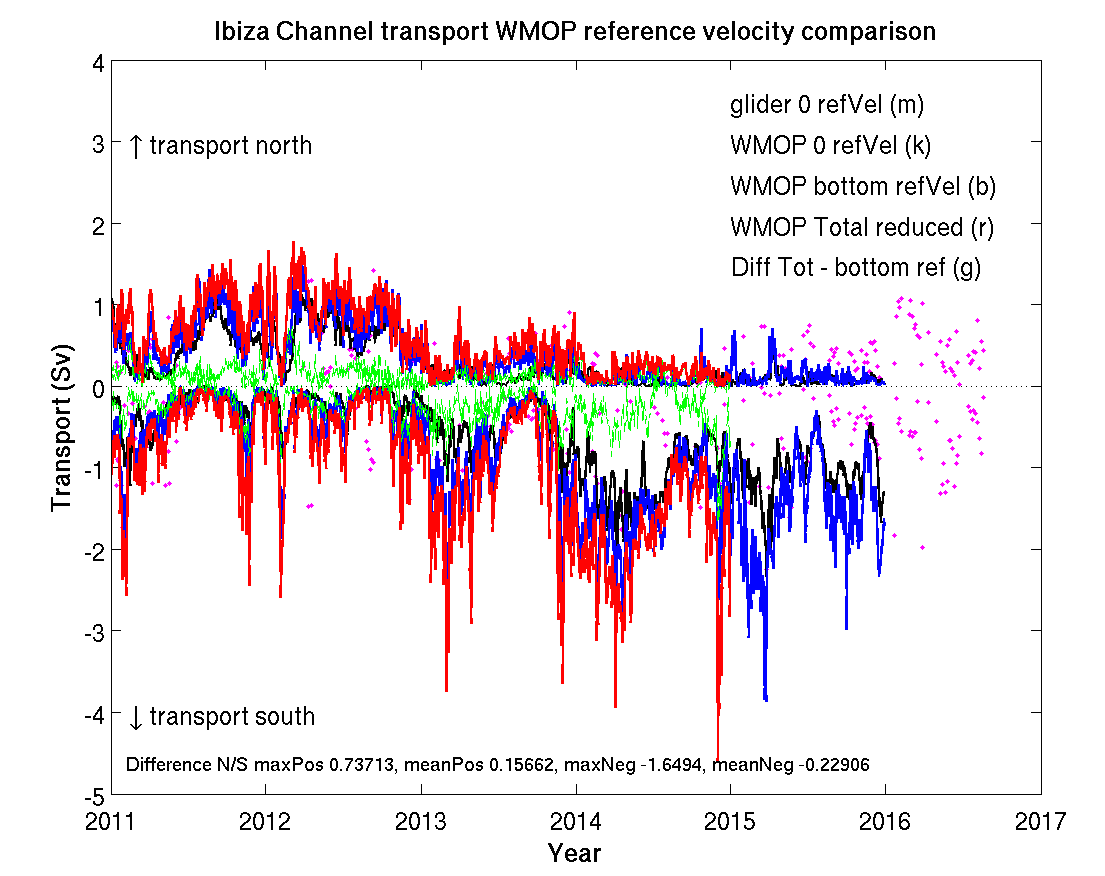 Ibiza Channel transport WMOP reference velocity comparison
4
glider 0 refVel (m)
3
↑ transport north
WMOP 0 refVel (k)
WMOP bottom refVel (b)
2
WMOP Total reduced (r)
Diff Tot - bottom ref (g)
1
0
Transport (Sv)
-1
-2
-3
-4
↓ transport south
Difference N/S maxPos 0.73713, meanPos 0.15662, maxNeg -1.6494, meanNeg -0.22906
-5
2011 2012 2013 2014 2015 2016 2017
Year